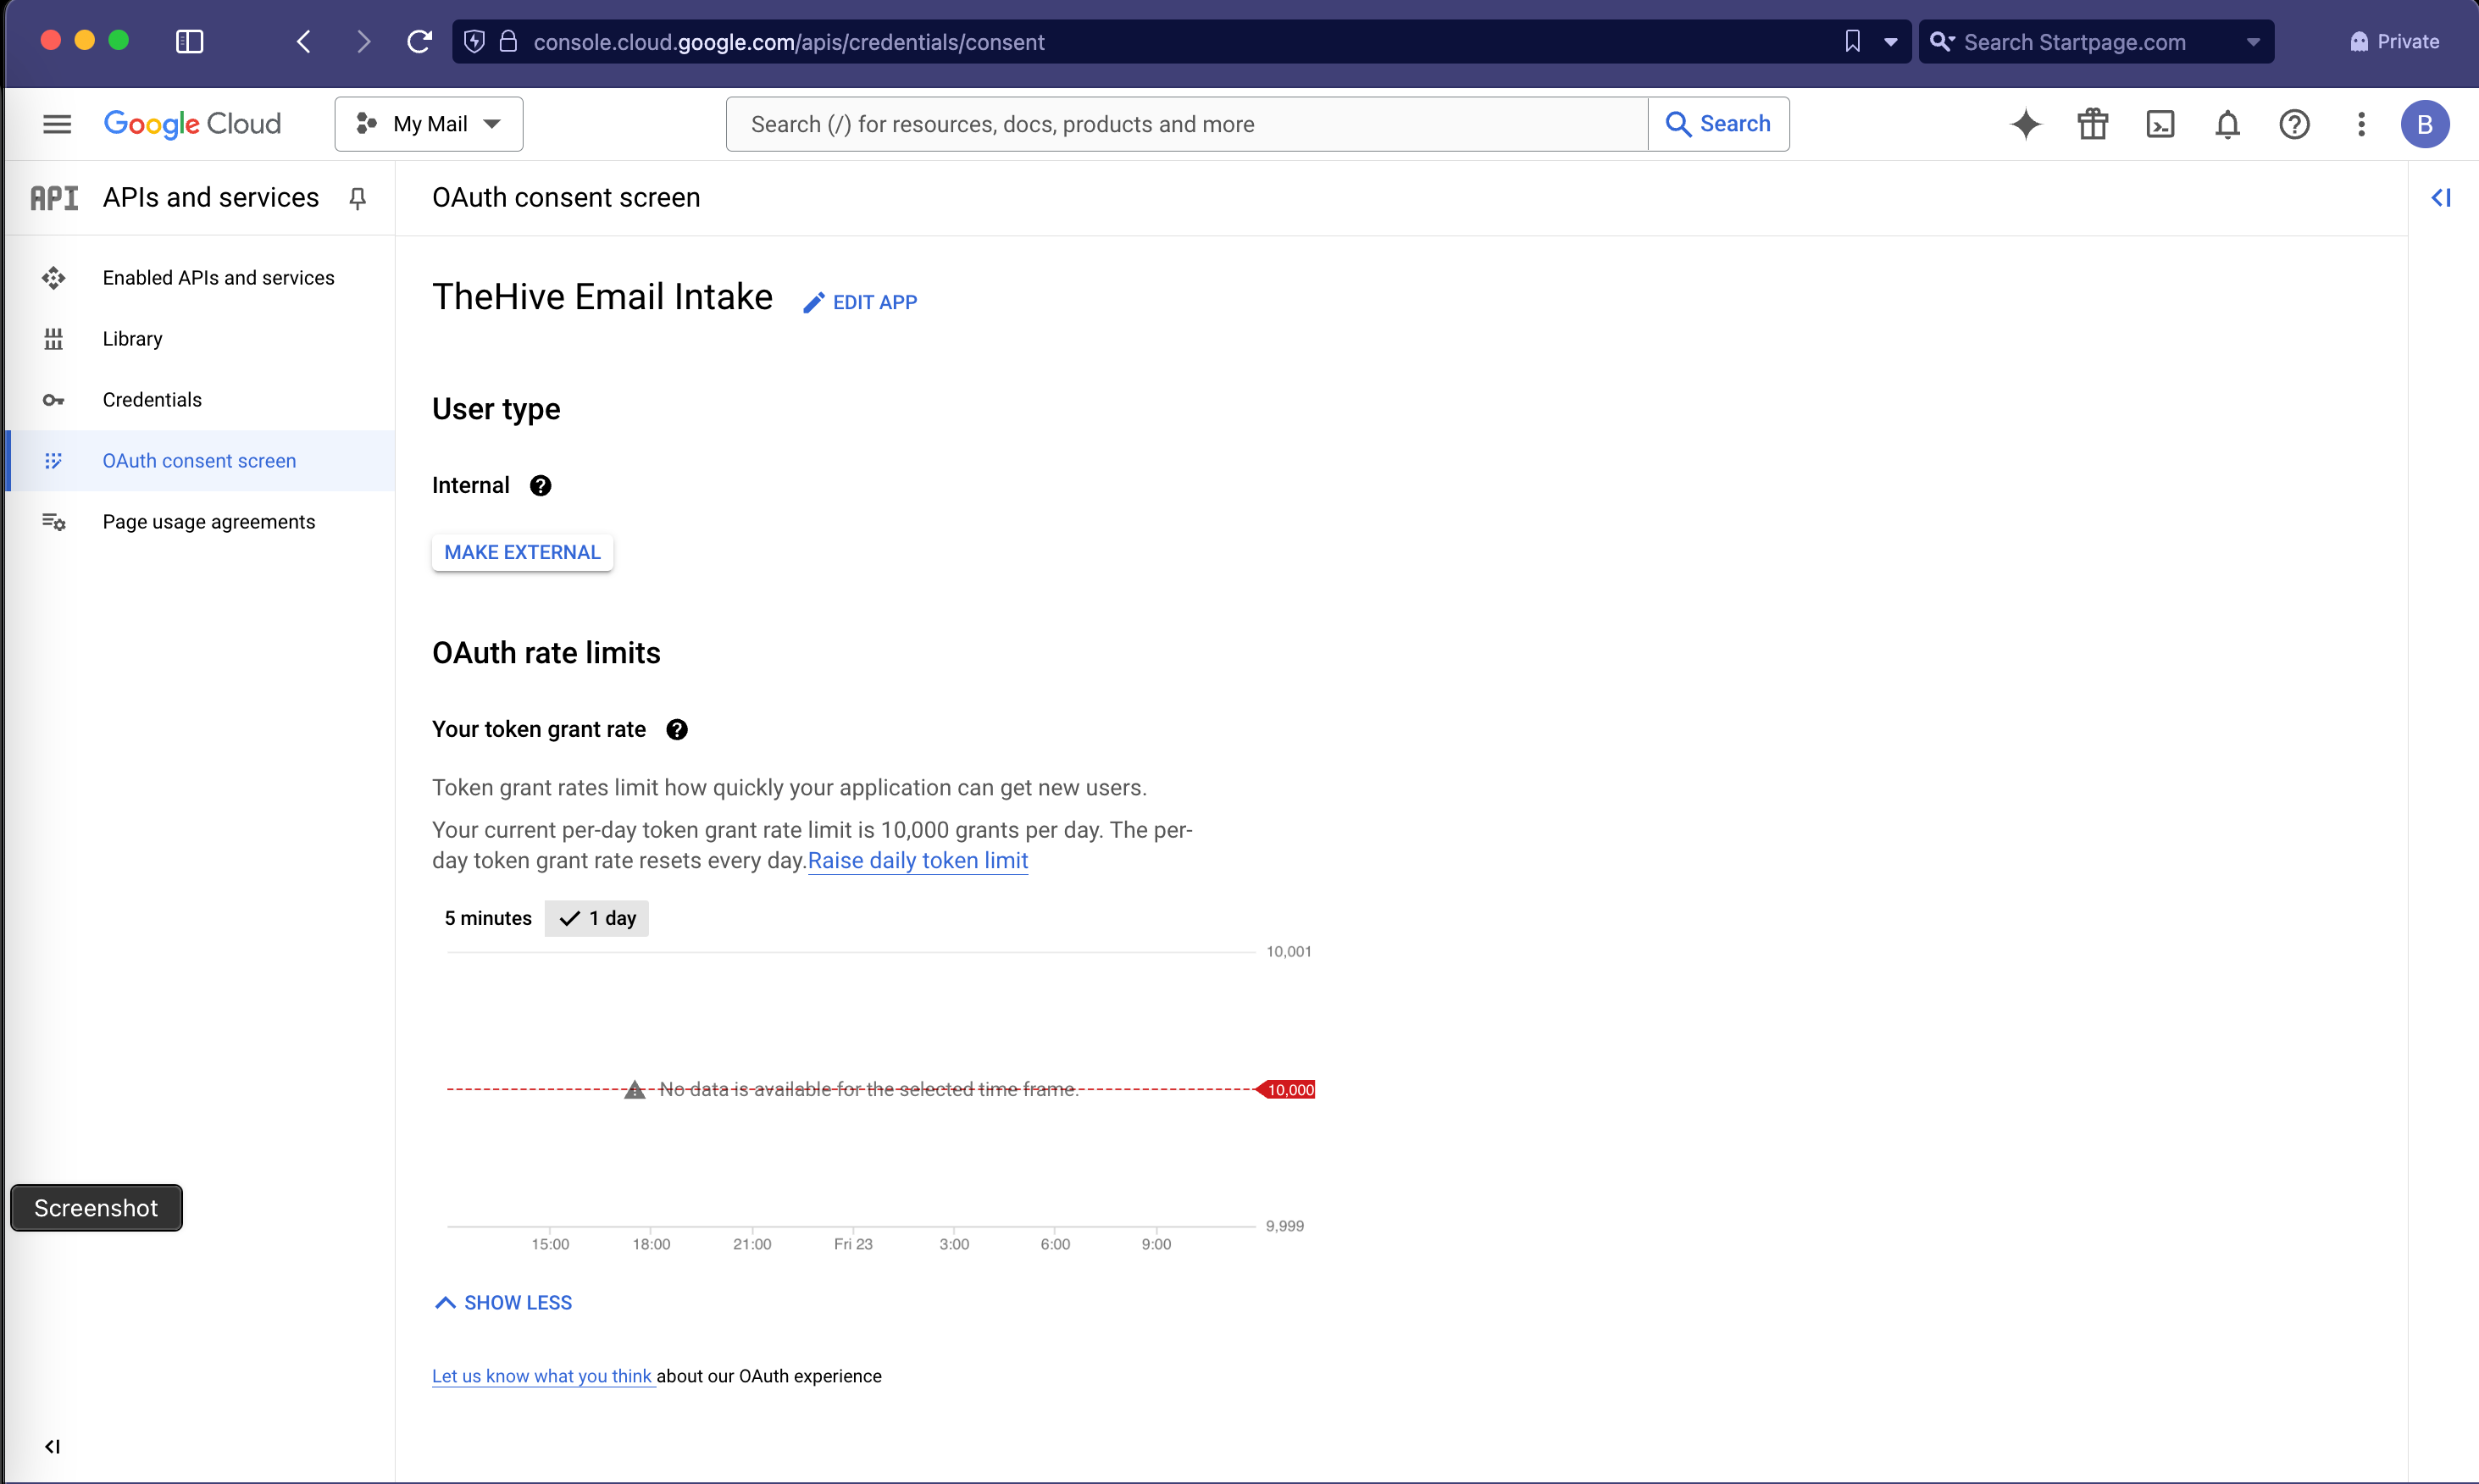 console.cloud.google.com/apis/credentials/consent
Search Startpage.com
Private
Google Cloud
My Mail
Search (/) for resources, docs, products and more
Search
B
API
APIs and services
OAuth consent screen
Enabled APIs and services
Library
Credentials
OAuth consent screen
Page usage agreements
TheHive Email Intake
EDIT APP
User type
Internal
MAKE EXTERNAL
OAuth rate limits
Your token grant rate
Token grant rates limit how quickly your application can get new users.
Your current per-day token grant rate limit is 10,000 grants per day. The per-
day token grant rate resets every day.Raise daily token limit
5 minutes
1 day
10,001
No data is available for the selected time frame.
10,000
9,999
15:00 18:00 21:00 Fri 23 3:00 6:00 9:00
Screenshot
SHOW LESS
Let us know what you think about our OAuth experience